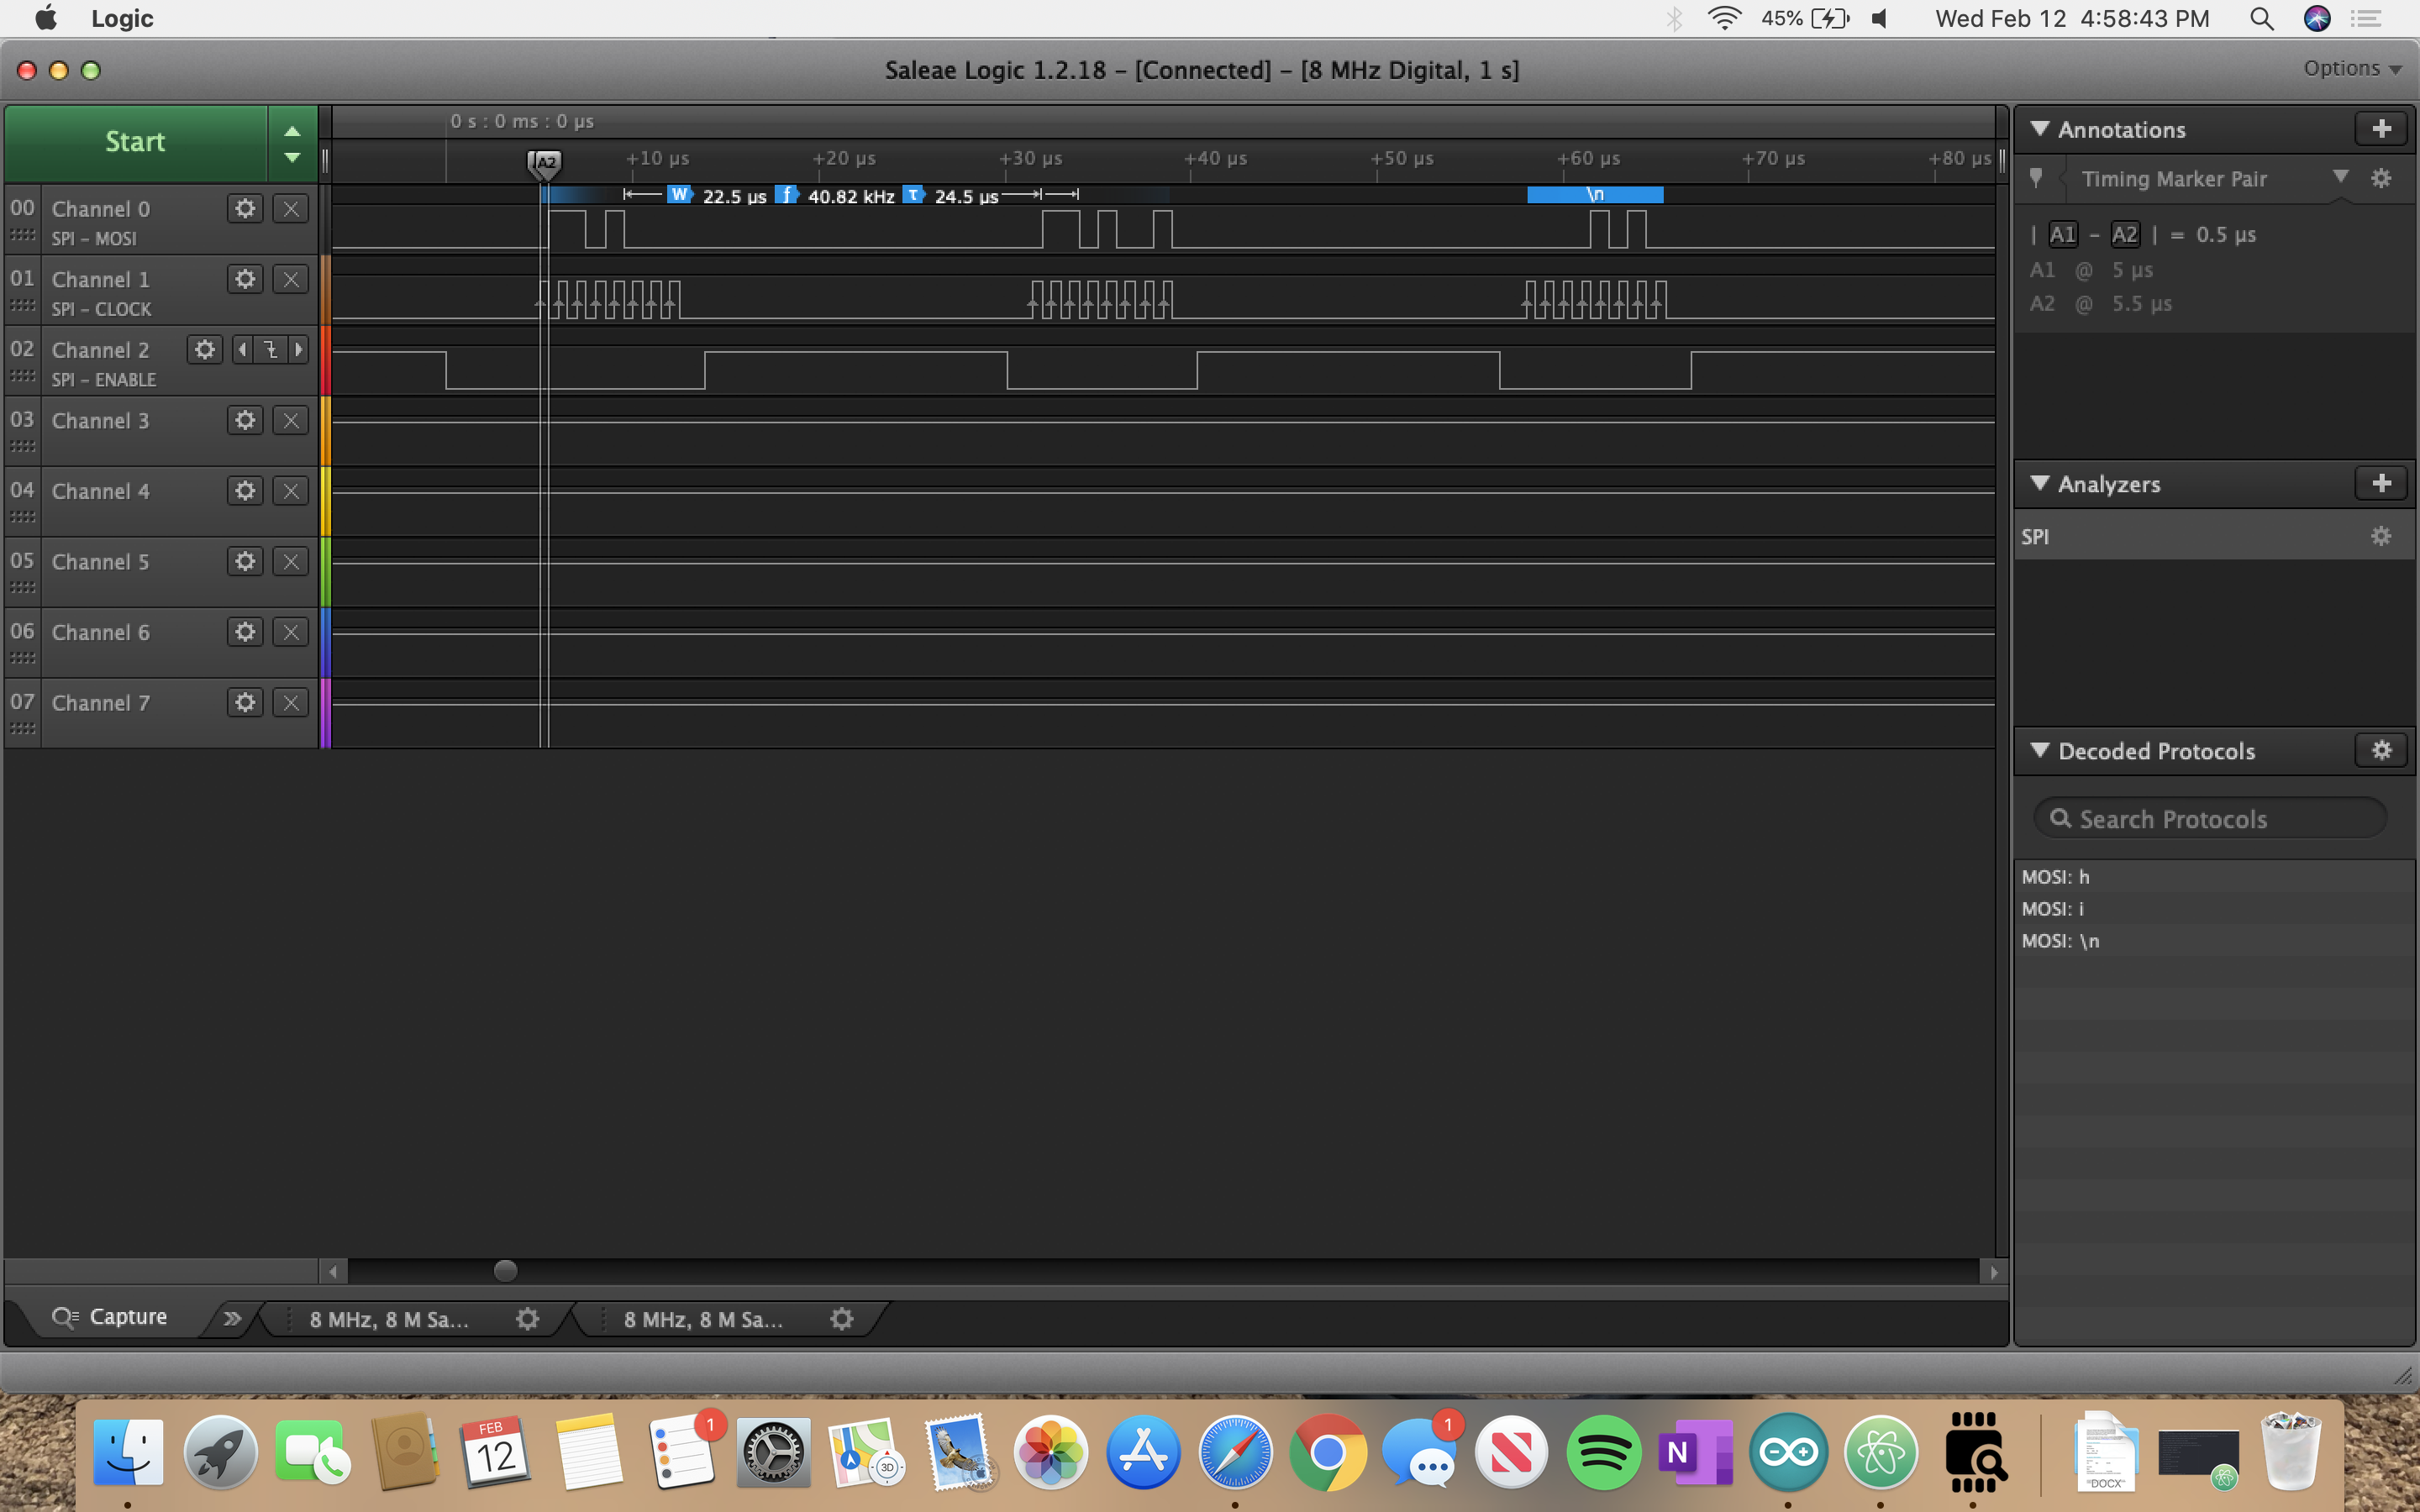 Logic
45%
Wed Feb 12 4:58:43 PM
Saleae Logic 1.2.18 – [Connected] – [8 MHz Digital, 1 s]
Options
Start
0 s : 0 ms : 0 µs
+10 µs +20 µs +30 µs +40 µs +50 µs +60 µs +70 µs +80 µs
A2
W 22.5 µs f 40.82 kHz T 24.5 µs
\n
00 Channel 0
SPI – MOSI
01 Channel 1
SPI – CLOCK
02 Channel 2
SPI – ENABLE
03 Channel 3
04 Channel 4
05 Channel 5
06 Channel 6
07 Channel 7
Annotations
Timing Marker Pair
| A1 – A2 | = 0.5 µs
A1 @ 5 µs
A2 @ 5.5 µs
Analyzers
SPI
Decoded Protocols
Search Protocols
MOSI: h
MOSI: i
MOSI: \n
Capture
8 MHz, 8 M Sa...
8 MHz, 8 M Sa...
FEB
12
1
3D
1
N
DOCX